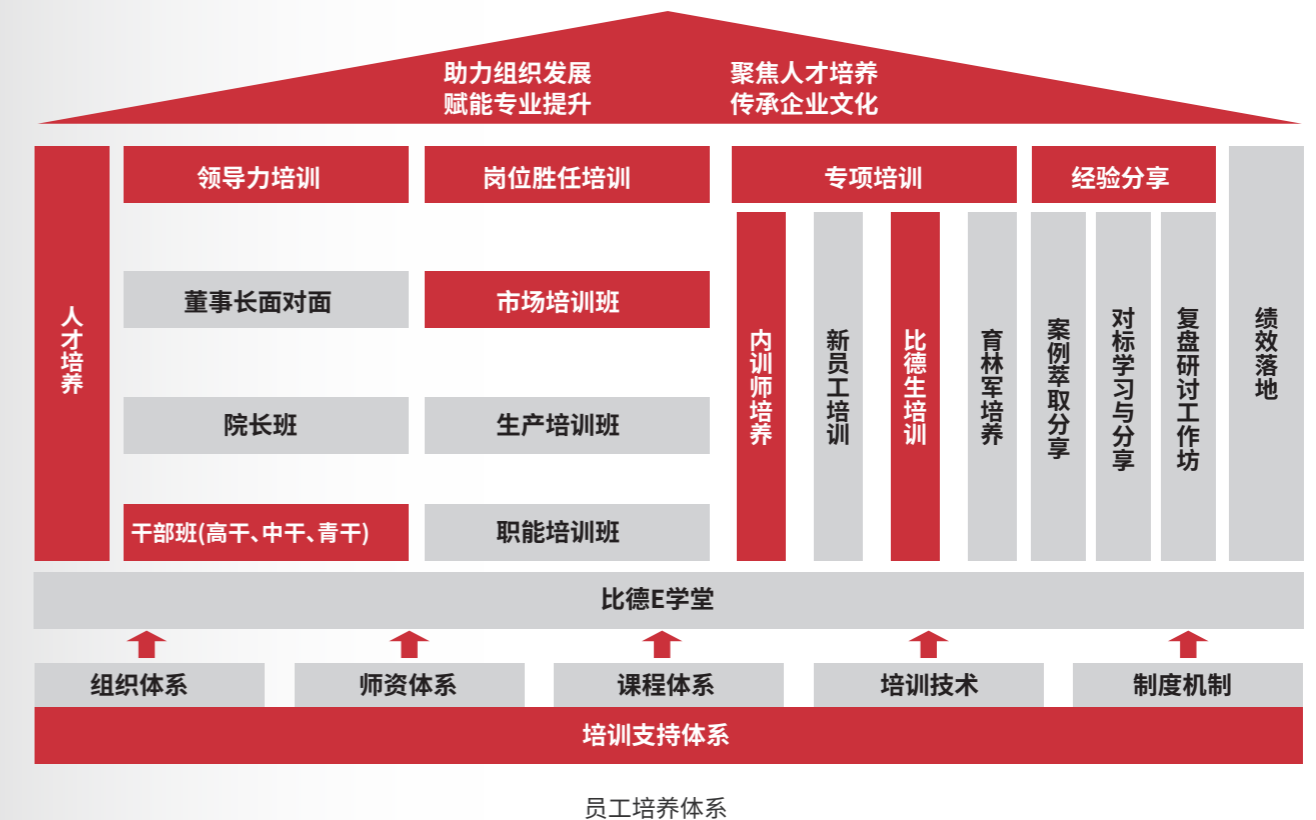 助力组织发展
赋能专业提升
聚焦人才培养
传承企业文化
人才培养
领导力培训
董事长面对面
院长班
干部班(高干、中干、青干)
岗位胜任培训
市场培训班
生产培训班
职能培训班
专项培训
内训师培养
新员工培训
比德生培训
育林军培养
经验分享
案例萃取分享
对标学习与分享
复盘研讨工作坊
绩效落地
比德E学堂
组织体系
师资体系
课程体系
培训技术
制度机制
培训支持体系
员工培养体系